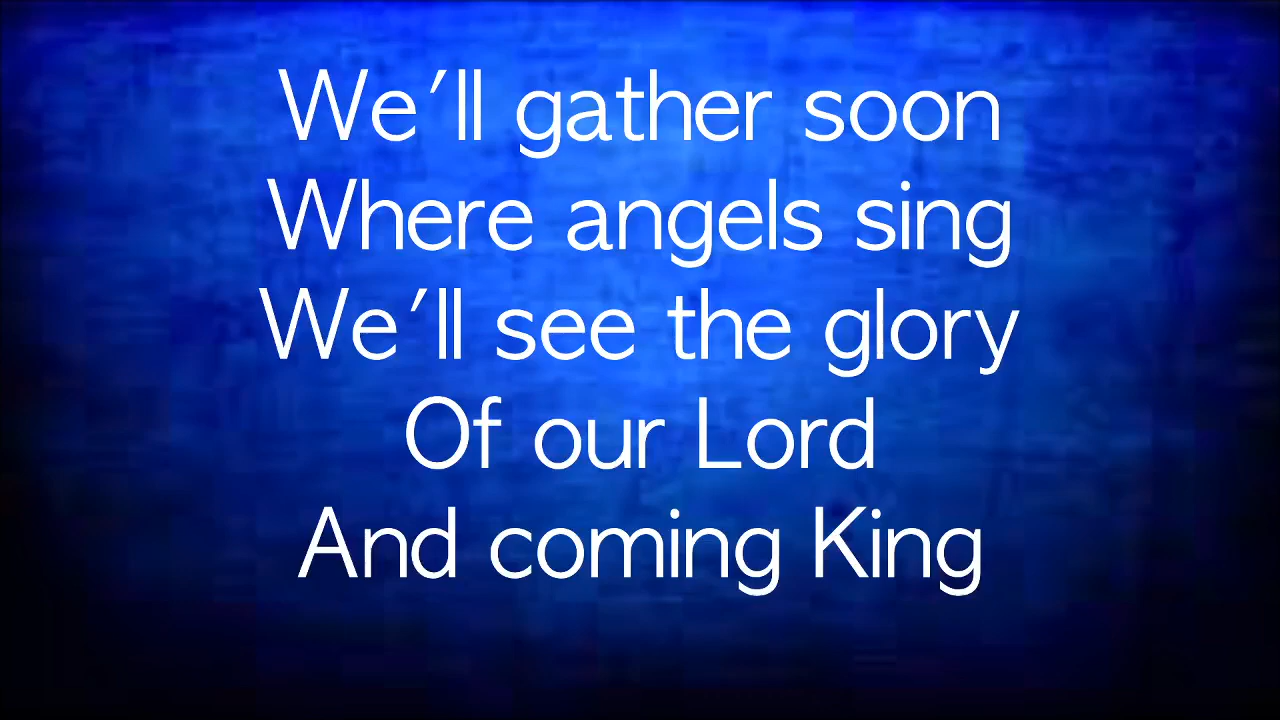 We'll gather soon
Where angels sing
We'll see the glory
Of our Lord
And coming King